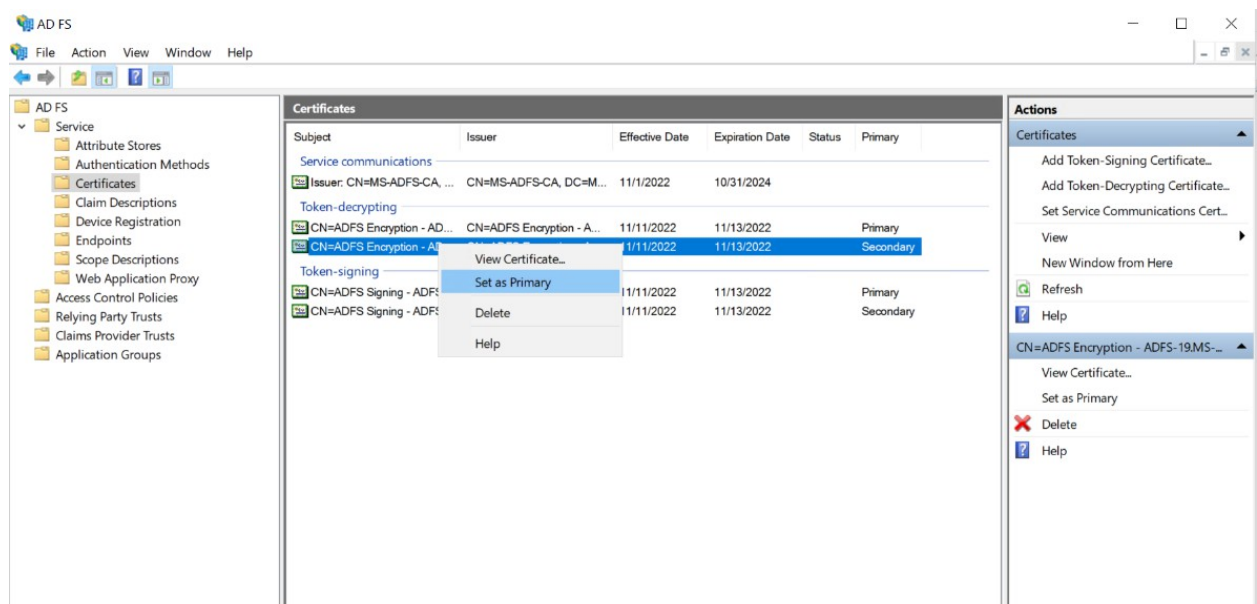 AD FS
File Action View Window Help
AD FS
Service
Attribute Stores
Authentication Methods
Certificates
Claim Descriptions
Device Registration
Endpoints
Scope Descriptions
Web Application Proxy
Access Control Policies
Relying Party Trusts
Claims Provider Trusts
Application Groups
Certificates
Subject Issuer Effective Date Expiration Date Status Primary
Service communications
Issuer: CN=MS-ADFS-CA, ... CN=MS-ADFS-CA, DC=M... 11/1/2022 10/31/2024
Token-decrypting
CN=ADFS Encryption - AD... CN=ADFS Encryption - A... 11/11/2022 11/13/2022 Primary
CN=ADFS Encryption - AD 11/11/2022 11/13/2022 Secondary
Token-signing
CN=ADFS Signing - ADFS 11/11/2022 11/13/2022 Primary
CN=ADFS Signing - ADFS 11/11/2022 11/13/2022 Secondary
View Certificate...
Set as Primary
Delete
Help
Actions
Certificates
Add Token-Signing Certificate...
Add Token-Decrypting Certificate...
Set Service Communications Cert...
View
New Window from Here
Refresh
Help
CN=ADFS Encryption - ADFS-19.MS-...
View Certificate...
Set as Primary
Delete
Help